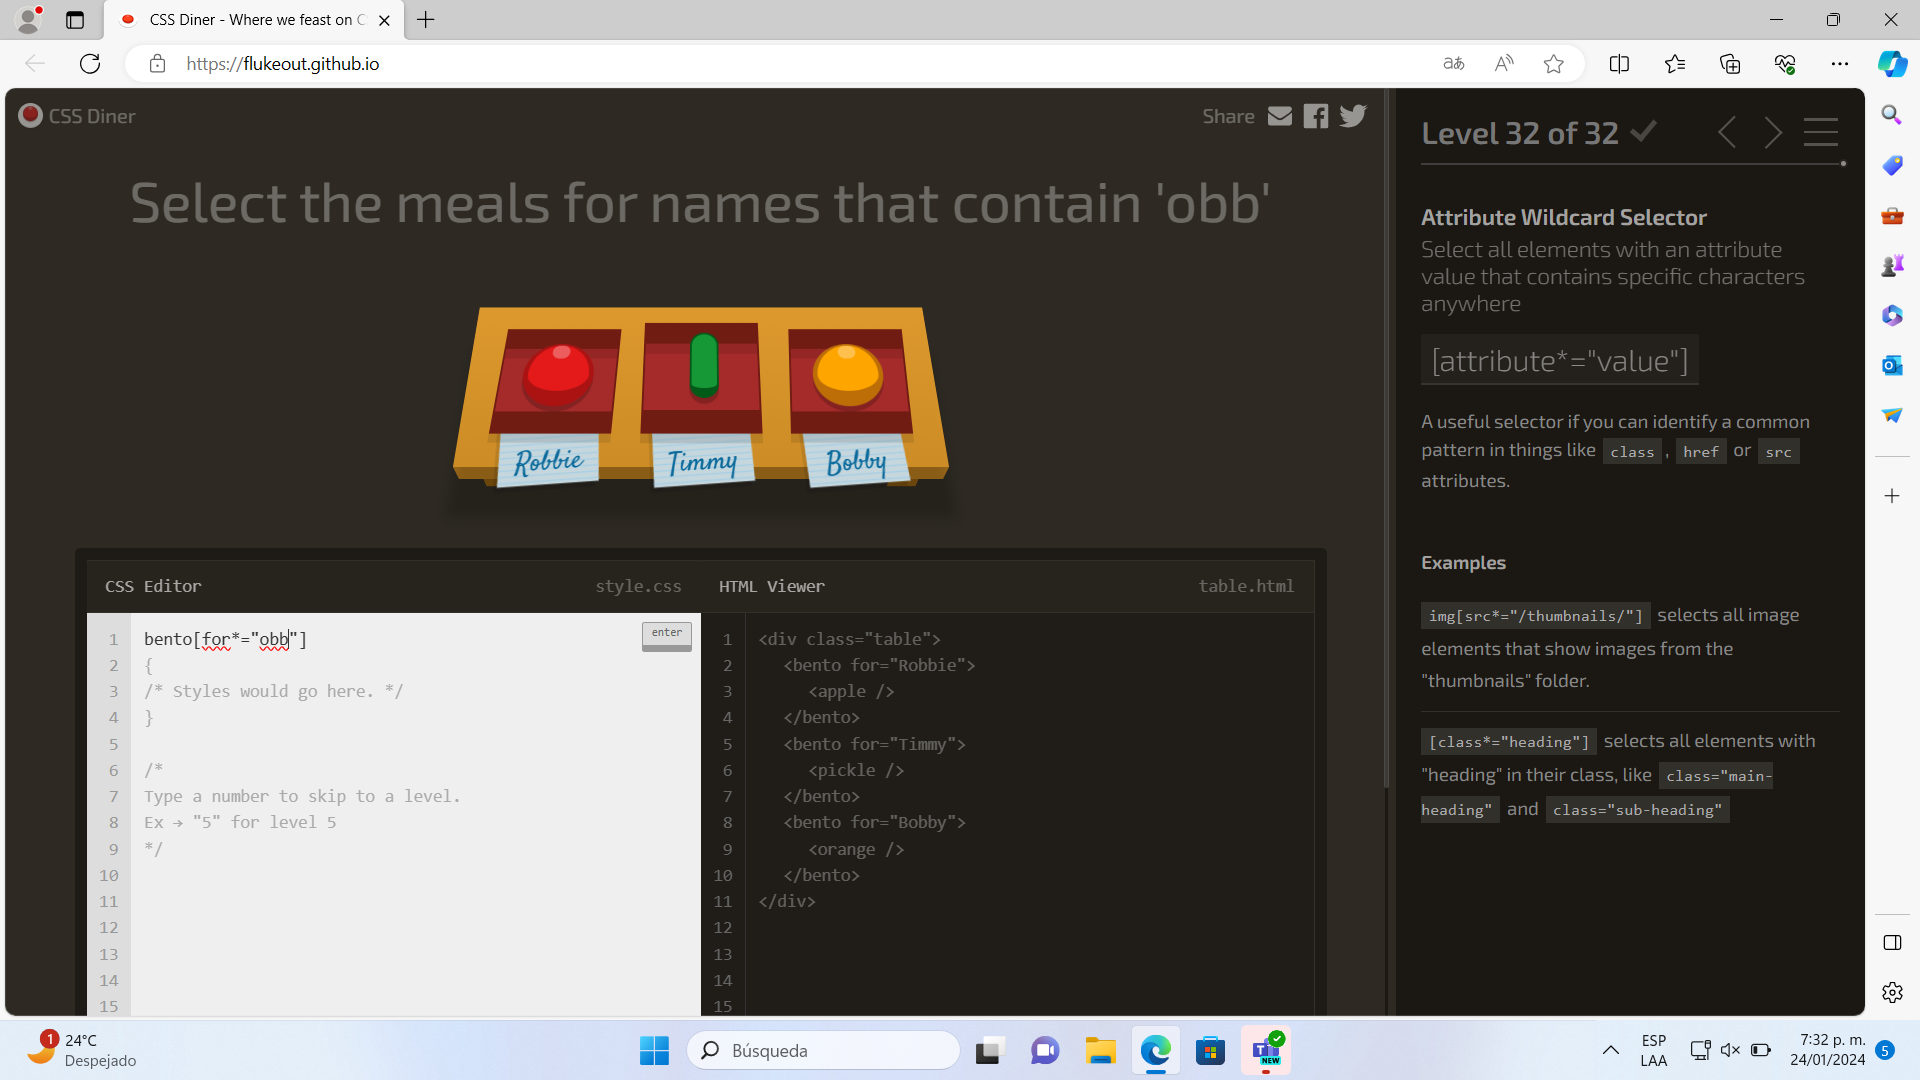 CSS Diner - Where we feast on C
https://flukeout.github.io
CSS Diner
Share
Select the meals for names that contain 'obb'
Robbie
Timmy
Bobby
CSS Editor
style.css
HTML Viewer
table.html
1 bento[for*="obb"]
2 {
3 /* Styles would go here. */
4 }
5
6 /*
7 Type a number to skip to a level.
8 Ex → "5" for level 5
9 */
10
11
12
13
14
15
enter
1 <div class="table">
2 <bento for="Robbie">
3 <apple />
4 </bento>
5 <bento for="Timmy">
6 <pickle />
7 </bento>
8 <bento for="Bobby">
9 <orange />
10 </bento>
11 </div>
12
13
14
15
Level 32 of 32
Attribute Wildcard Selector
Select all elements with an attribute
value that contains specific characters
anywhere
[attribute*="value"]
A useful selector if you can identify a common
pattern in things like class , href or src
attributes.
Examples
img[src*="/thumbnails/"] selects all image
elements that show images from the
"thumbnails" folder.
[class*="heading"] selects all elements with
"heading" in their class, like class="main-
heading" and class="sub-heading"
1
24°C
Despejado
Búsqueda
NEW
ESP
LAA
7:32 p. m.
24/01/2024
5